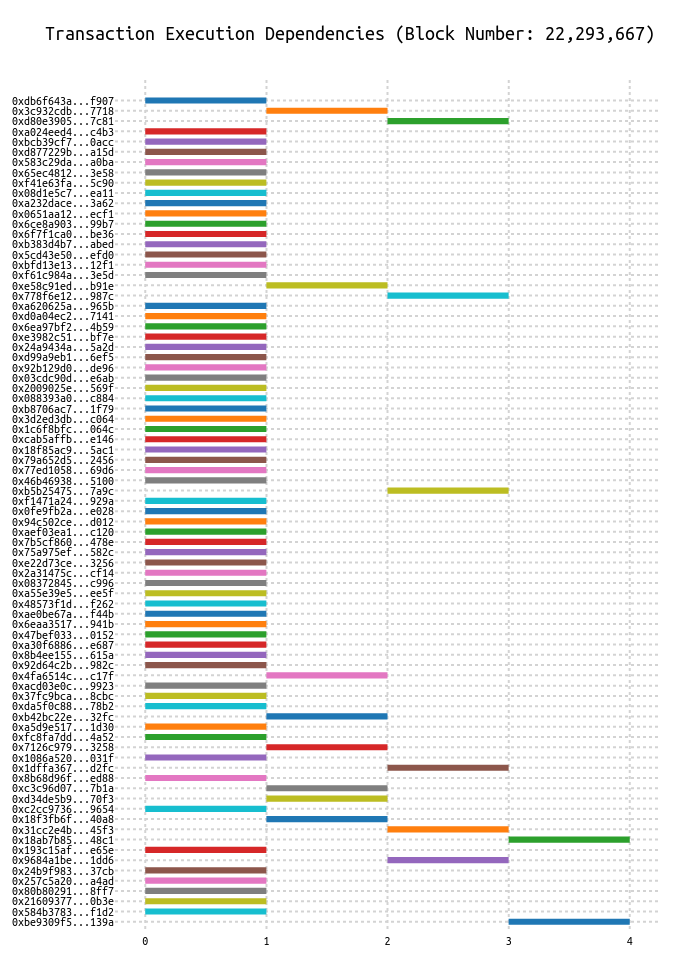 Transaction Execution Dependencies (Block Number: 22,293,667)
0xdb6f643a...f907
0x3c932cdb...7718
0xd80e3905...7c81
0xa024eed4...c4b3
0xbcb39cf7...0acc
0xd877229b...a15d
0x583c29da...a0ba
0x65ec4812...3e58
0xf41e63fa...5c90
0x08d1e5c7...ea11
0xa232dace...3a62
0x0651aa12...ecf1
0x6ce8a903...99b7
0x6f7f1ca0...be36
0xb383d4b7...abed
0x5cd43e50...efd0
0xbfd13e13...12f1
0xf61c984a...3e5d
0xe58c91ed...b91e
0x778f6e12...987c
0xa620625a...965b
0xd0a04ec2...7141
0x6ea97bf2...4b59
0xe3982c51...bf7e
0x24a9434a...5a2d
0xd99a9eb1...6ef5
0x92b129d0...de96
0x03cdc90d...e6ab
0x2009025e...569f
0x088393a0...c884
0xb8706ac7...1f79
0x3d2ed3db...c064
0x1c6f8bfc...064c
0xcab5affb...e146
0x18f85ac9...5ac1
0x79a652d5...2456
0x77ed1058...69d6
0x46b46938...5100
0xb5b25475...7a9c
0xf1471a24...929a
0x0fe9fb2a...e028
0x94c502ce...d012
0xaef03ea1...c120
0x7b5cf860...478e
0x75a975ef...582c
0xe22d73ce...3256
0x2a31475c...cf14
0x08372845...c996
0xa55e39e5...ee5f
0x48573f1d...f262
0xae0be67a...f44b
0x6eaa3517...941b
0x47bef033...0152
0xa30f6886...e687
0x8b4ee155...615a
0x92d64c2b...982c
0x4fa6514c...c17f
0xacd03e0c...9923
0x37fc9bca...8cbc
0xda5f0c88...78b2
0xb42bc22e...32fc
0xa5d9e517...1d30
0xfc8fa7dd...4a52
0x7126c979...3258
0x1086a520...031f
0x1dffa367...d2fc
0x8b68d96f...ed88
0xc3c96d07...7b1a
0xd34de5b9...70f3
0xc2cc9736...9654
0x18f3fb6f...40a8
0x31cc2e4b...45f3
0x18ab7b85...48c1
0x193c15af...e65e
0x9684a1be...1dd6
0x24b9f983...37cb
0x257c5a20...a4ad
0x80b80291...8ff7
0x21609377...0b3e
0x584b3783...f1d2
0xbe9309f5...139a
0 1 2 3 4